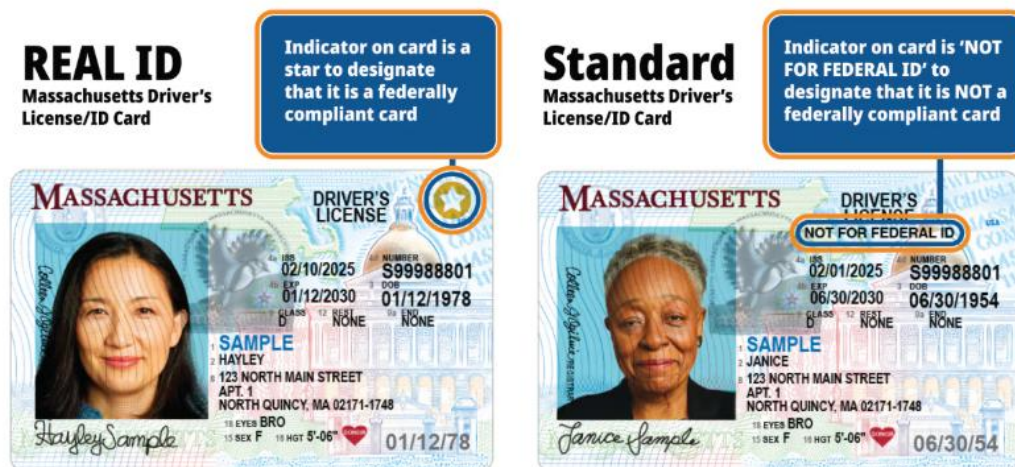 REAL ID
Massachusetts Driver's
License/ID Card
Indicator on card is a
star to designate
that it is a federally
compliant card
MASSACHUSETTS
DRIVER'S
LICENSE
4a ISS
02/10/2025
4d NUMBER
S99988801
4b EXP
01/12/2030
3 DOB
01/12/1978
9 CLASS
D
12 REST
NONE
9a END
NONE
1 SAMPLE
2 HAYLEY
8 123 NORTH MAIN STREET
APT. 1
NORTH QUINCY, MA 02171-1748
18 EYES BRO
15 SEX F 16 HGT 5'-06"
DONOR
01/12/78
Hayley Sample
Standard
Massachusetts Driver's
License/ID Card
Indicator on card is 'NOT
FOR FEDERAL ID' to
designate that it is NOT a
federally compliant card
MASSACHUSETTS
DRIVER'S
LICENSE
USA
NOT FOR FEDERAL ID
4a ISS
02/01/2025
4d NUMBER
S99988801
4b EXP
06/30/2030
3 DOB
06/30/1954
9 CLASS
D
12 REST
NONE
9a END
NONE
1 SAMPLE
2 JANICE
8 123 NORTH MAIN STREET
APT. 1
NORTH QUINCY, MA 02171-1748
18 EYES BRO
15 SEX F 16 HGT 5'-06"
DONOR
06/30/54
Janice Sample